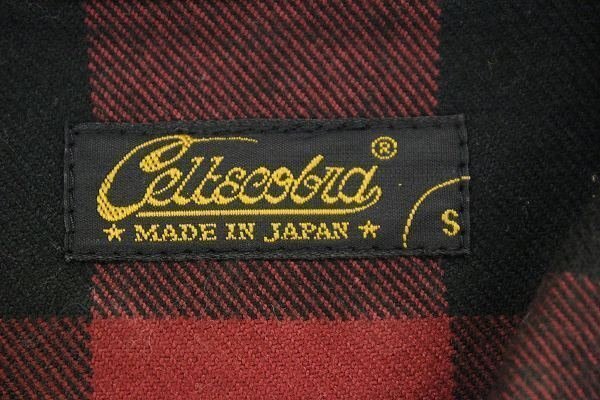 Celtscobra ®
★ MADE IN JAPAN ★
S